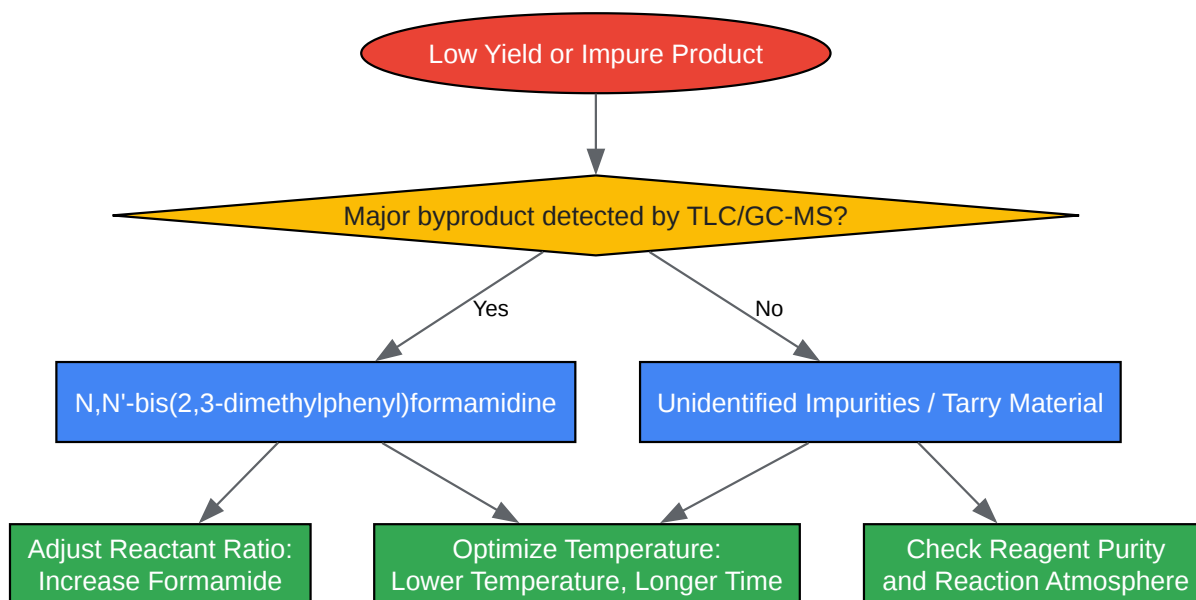 Low Yield or Impure Product
Major byproduct detected by TLC/GC-MS?
Yes
No
N,N'-bis(2,3-dimethylphenyl)formamidine
Unidentified Impurities / Tarry Material
Adjust Reactant Ratio:
Increase Formamide
Optimize Temperature:
Lower Temperature, Longer Time
Check Reagent Purity
and Reaction Atmosphere